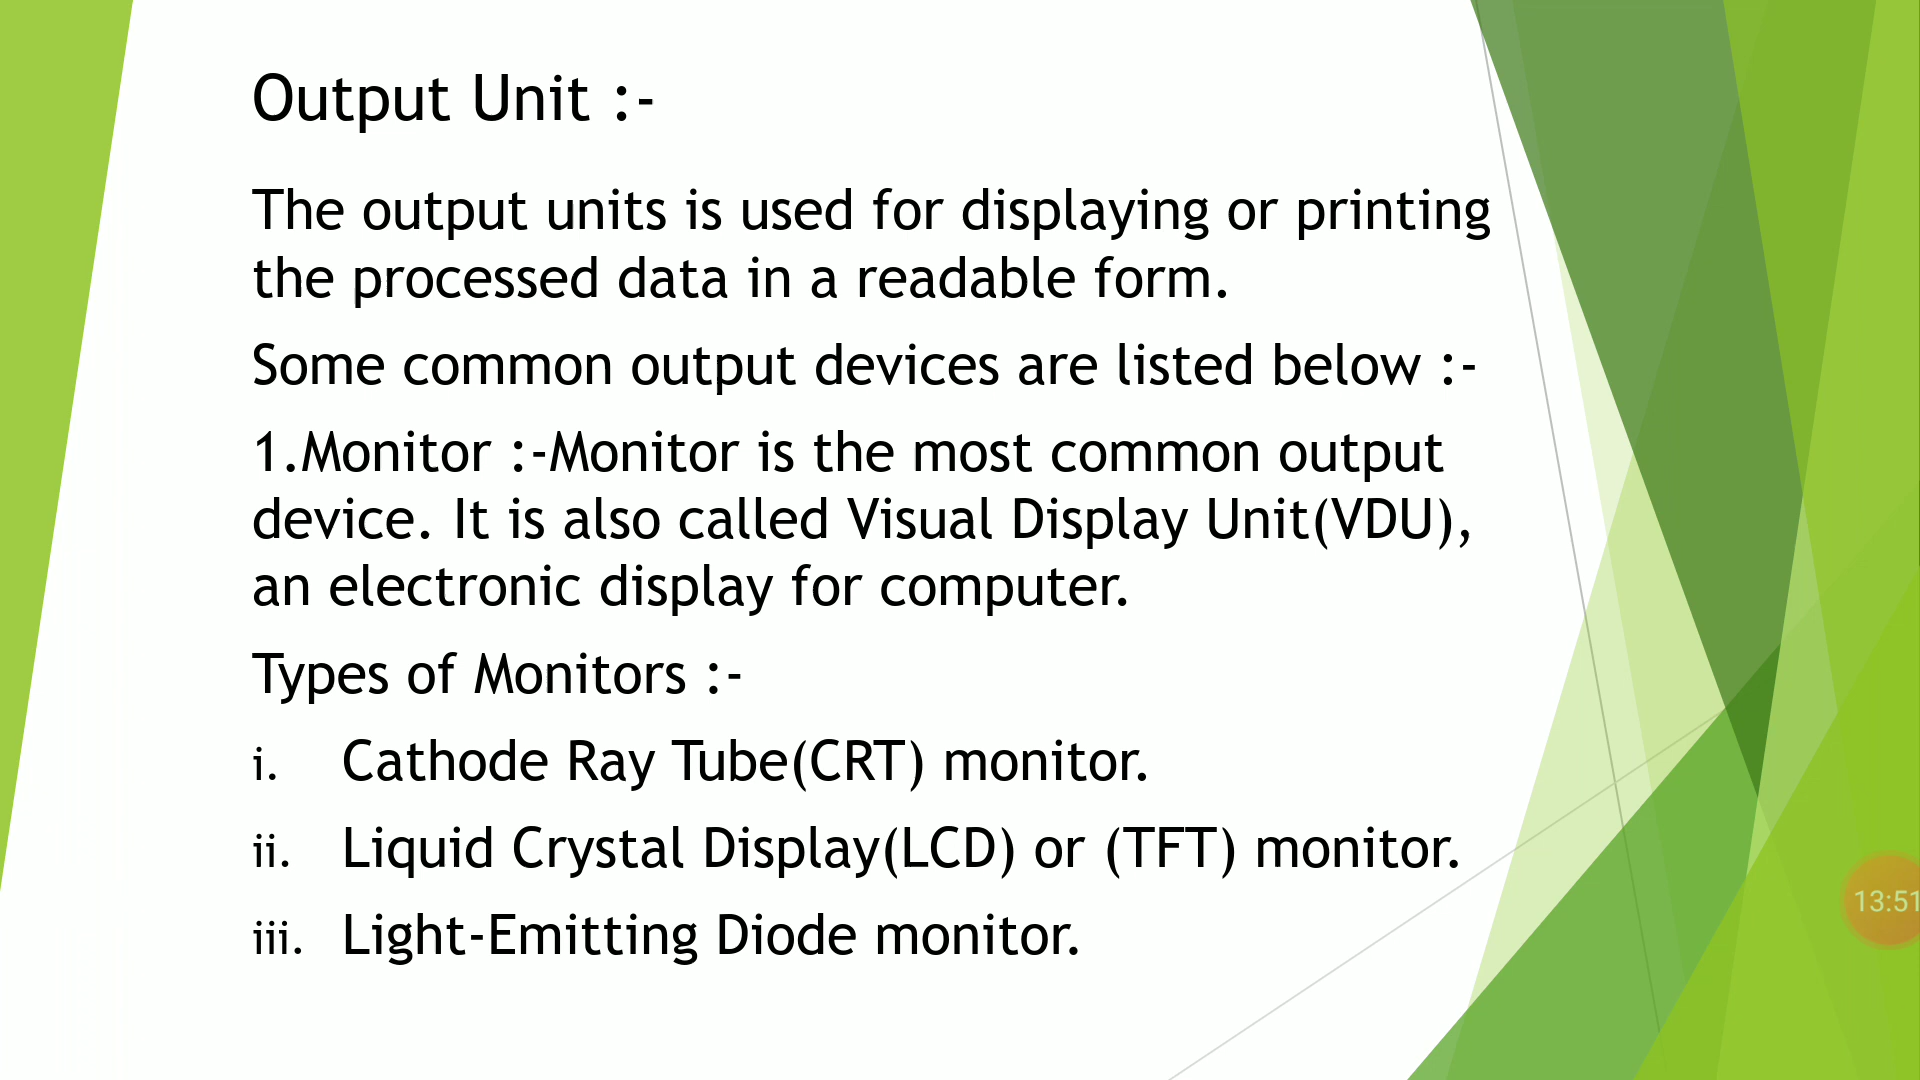 Output Unit :-
The output units is used for displaying or printing
the processed data in a readable form.
Some common output devices are listed below :-
1.Monitor :-Monitor is the most common output
device. It is also called Visual Display Unit(VDU),
an electronic display for computer.
Types of Monitors :-
i. Cathode Ray Tube(CRT) monitor.
ii. Liquid Crystal Display(LCD) or (TFT) monitor.
iii. Light-Emitting Diode monitor.
13:51